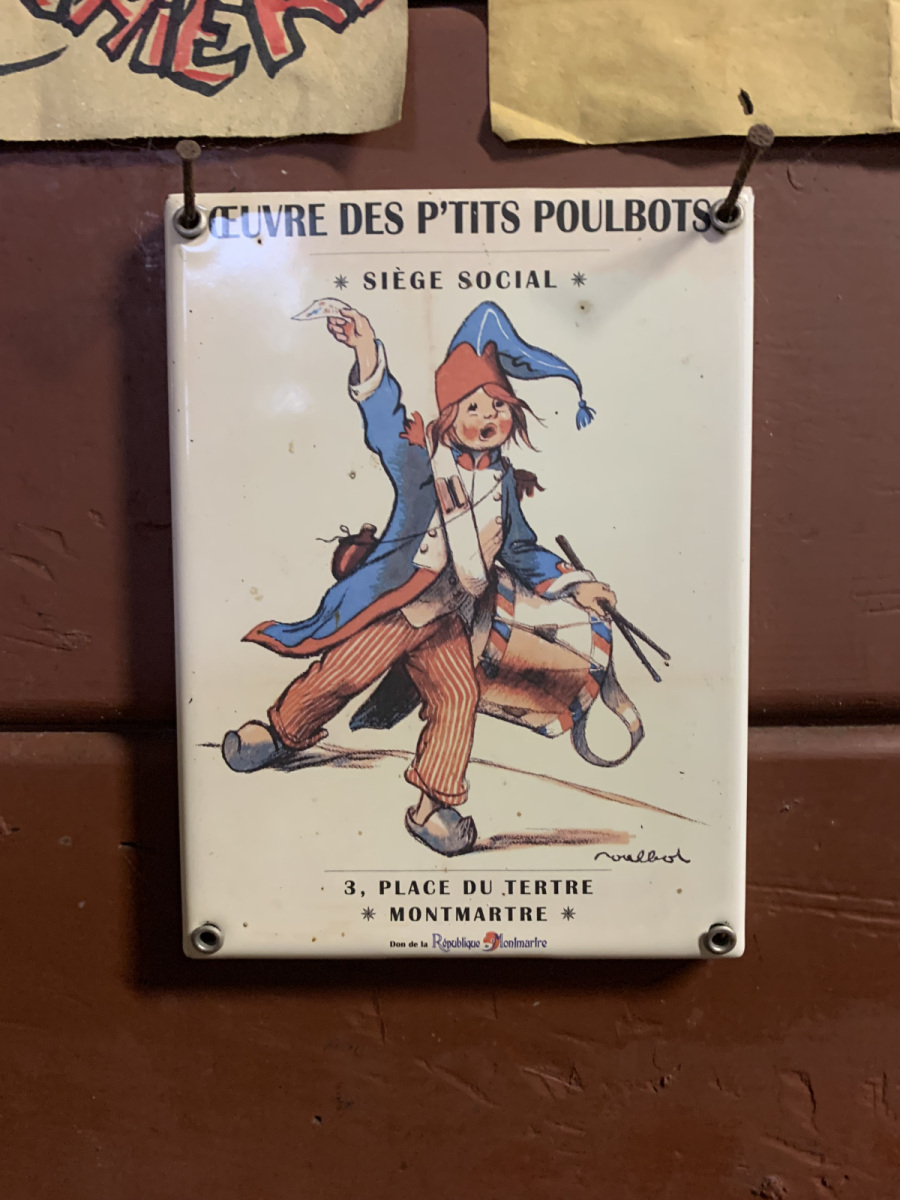 ŒUVRE DES P'TITS POULBOTS
✳ SIÈGE SOCIAL ✳
Poulbot
3, PLACE DU TERTRE
✳ MONTMARTRE ✳
Don de la République Montmartre